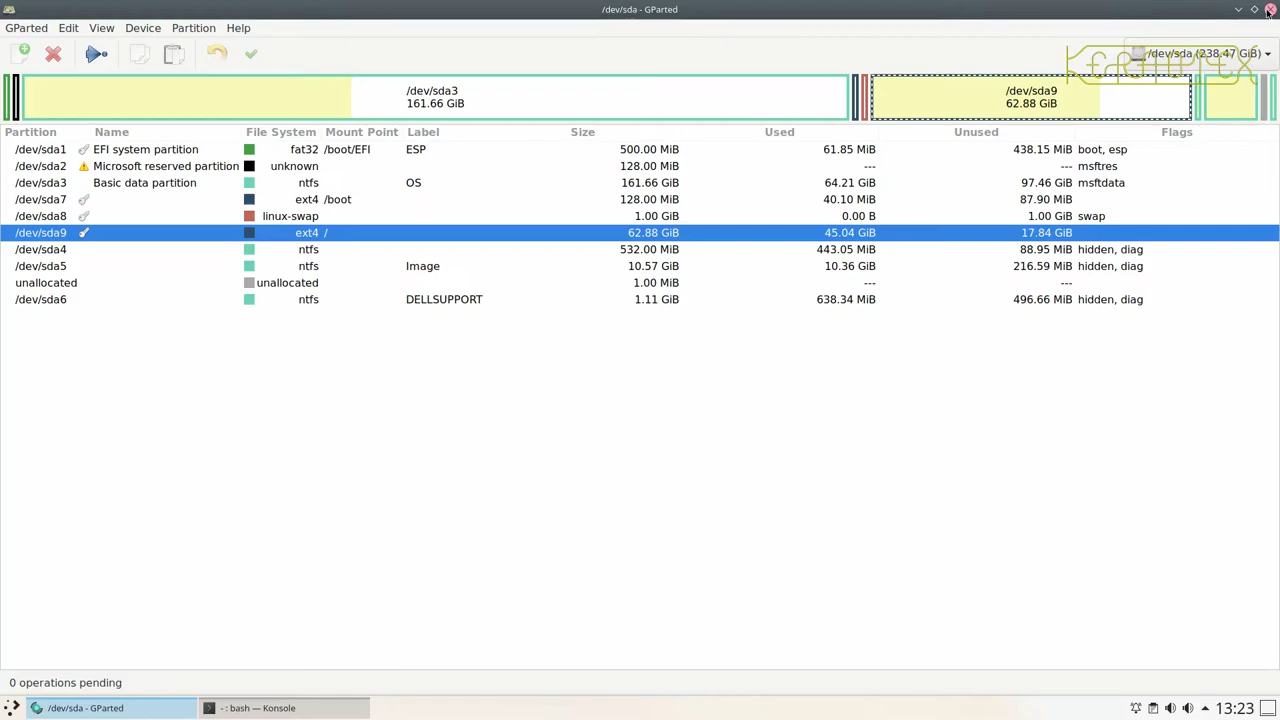 /dev/sda - GParted
GParted Edit View Device Partition Help
/dev/sda (238.47 GiB)
/dev/sda3
161.66 GiB
/dev/sda9
62.88 GiB
Partition Name File System Mount Point Label Size Used Unused Flags
/dev/sda1 EFI system partition fat32 /boot/EFI ESP 500.00 MiB 61.85 MiB 438.15 MiB boot, esp
/dev/sda2 Microsoft reserved partition unknown 128.00 MiB --- --- msftres
/dev/sda3 Basic data partition ntfs OS 161.66 GiB 64.21 GiB 97.46 GiB msftdata
/dev/sda7 ext4 /boot 128.00 MiB 40.10 MiB 87.90 MiB
/dev/sda8 linux-swap 1.00 GiB 0.00 B 1.00 GiB swap
/dev/sda9 ext4 / 62.88 GiB 45.04 GiB 17.84 GiB
/dev/sda4 ntfs 532.00 MiB 443.05 MiB 88.95 MiB hidden, diag
/dev/sda5 ntfs Image 10.57 GiB 10.36 GiB 216.59 MiB hidden, diag
unallocated unallocated 1.00 MiB --- ---
/dev/sda6 ntfs DELLSUPPORT 1.11 GiB 638.34 MiB 496.66 MiB hidden, diag
0 operations pending
/dev/sda - GParted - : bash — Konsole 13:23